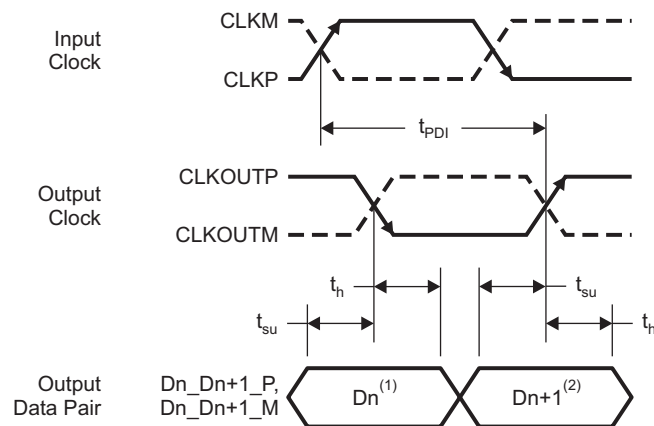 Input
Clock
CLKM
CLKP
t_PDI
Output
Clock
CLKOUTP
CLKOUTM
t_su
t_h
t_su
t_h
Output
Data Pair
Dn_Dn+1_P,
Dn_Dn+1_M
Dn(1)
Dn+1(2)